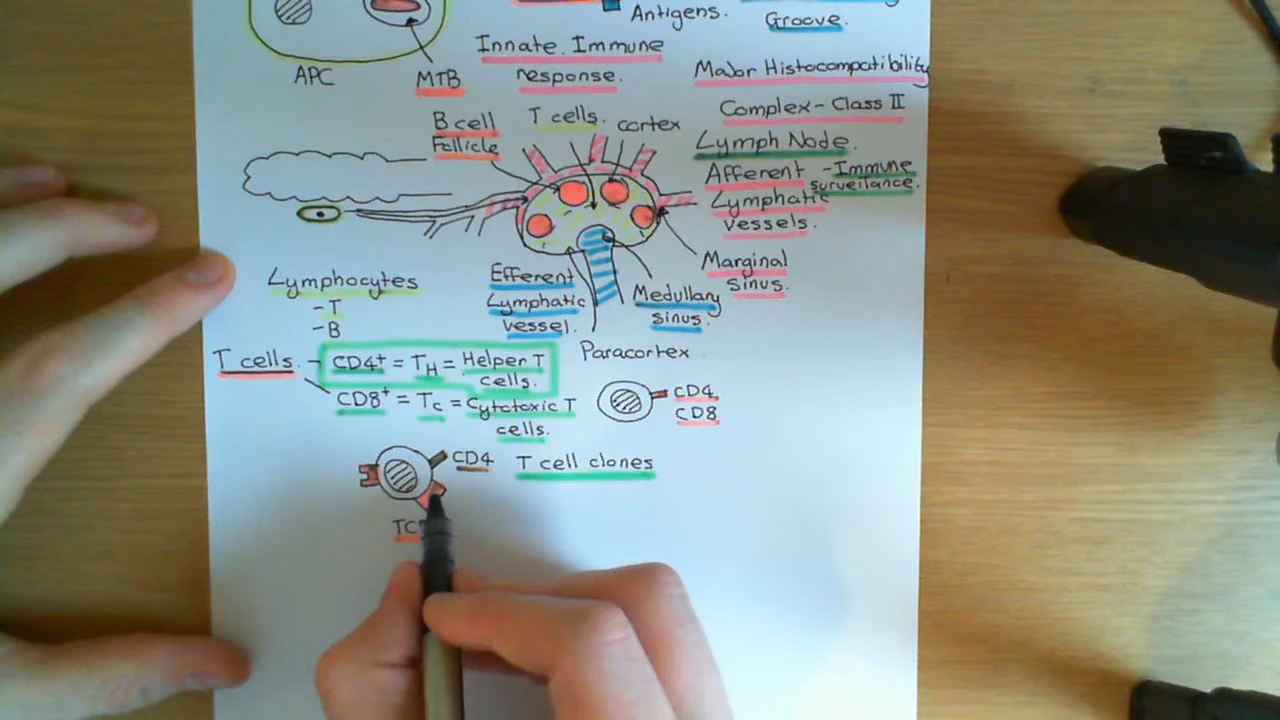 Antigens.
Groove.
Innate Immune
response.
APC
MTB
Major Histocompatibility
Complex - Class II
B cell
Follicle
T cells.
cortex
Lymph Node.
Afferent
Lymphatic
vessels.
- Immune
surveillance.
Marginal
sinus.
Lymphocytes
- T
- B
Efferent
Lymphatic
vessel.
Medullary
sinus.
Paracortex
T cells.
CD4+ = TH = Helper T
cells.
CD8+ = Tc = Cytotoxic T
cells.
CD4
CD8
CD4
T cell clones
TC